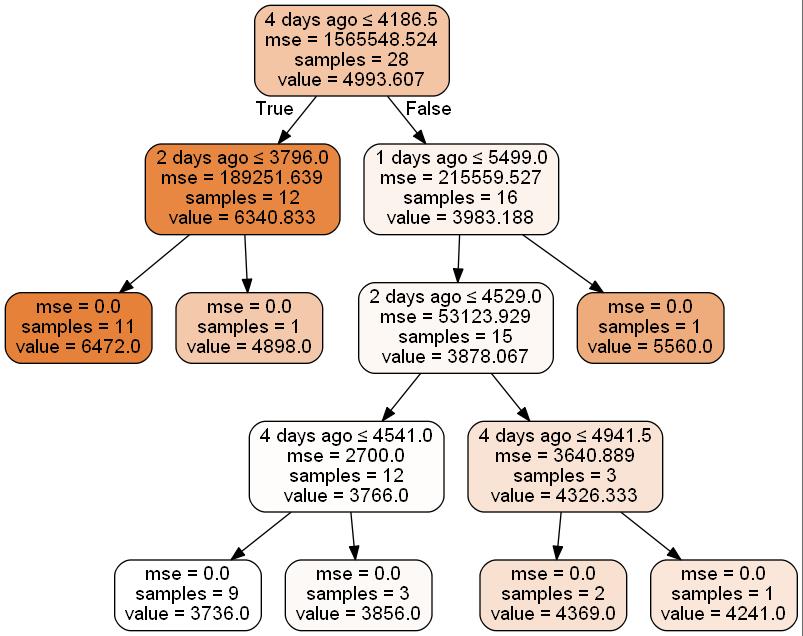 4 days ago ≤ 4186.5
mse = 1565548.524
samples = 28
value = 4993.607
True
False
2 days ago ≤ 3796.0
mse = 189251.639
samples = 12
value = 6340.833
1 days ago ≤ 5499.0
mse = 215559.527
samples = 16
value = 3983.188
mse = 0.0
samples = 11
value = 6472.0
mse = 0.0
samples = 1
value = 4898.0
2 days ago ≤ 4529.0
mse = 53123.929
samples = 15
value = 3878.067
mse = 0.0
samples = 1
value = 5560.0
4 days ago ≤ 4541.0
mse = 2700.0
samples = 12
value = 3766.0
4 days ago ≤ 4941.5
mse = 3640.889
samples = 3
value = 4326.333
mse = 0.0
samples = 9
value = 3736.0
mse = 0.0
samples = 3
value = 3856.0
mse = 0.0
samples = 2
value = 4369.0
mse = 0.0
samples = 1
value = 4241.0